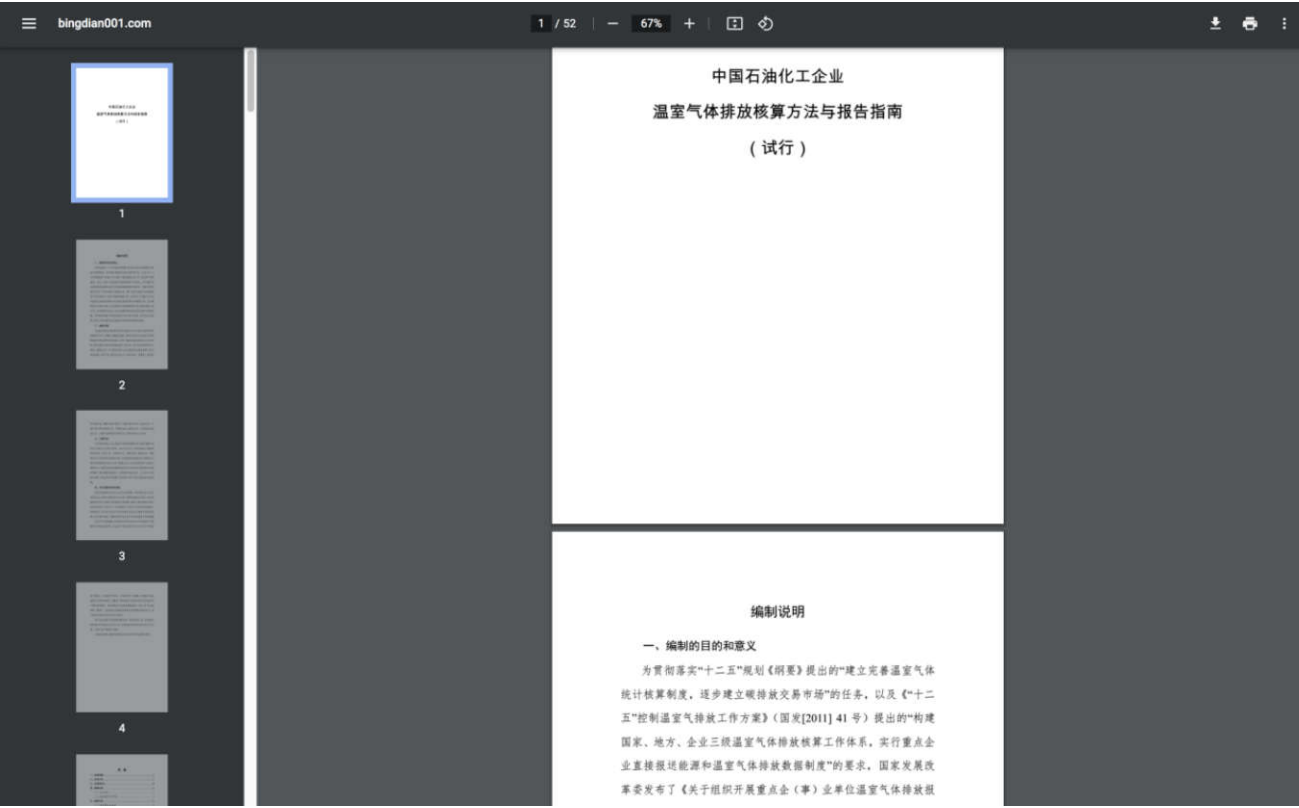 bingdian001.com
1 / 52
67%
中国石油化工企业
温室气体排放核算方法与报告指南
（试行）
1
2
3
4
编制说明
一、编制的目的和意义
为贯彻落实“十二五”规划《纲要》提出的“建立完善温室气体
统计核算制度，逐步建立碳排放交易市场”的任务，以及《“十二
五”控制温室气体排放工作方案》（国发[2011] 41 号）提出的“构建
国家、地方、企业三级温室气体排放核算工作体系，实行重点企
业直接报送能源和温室气体排放数据制度”的要求，国家发展改
革委发布了《关于组织开展重点企（事）业单位温室气体排放报